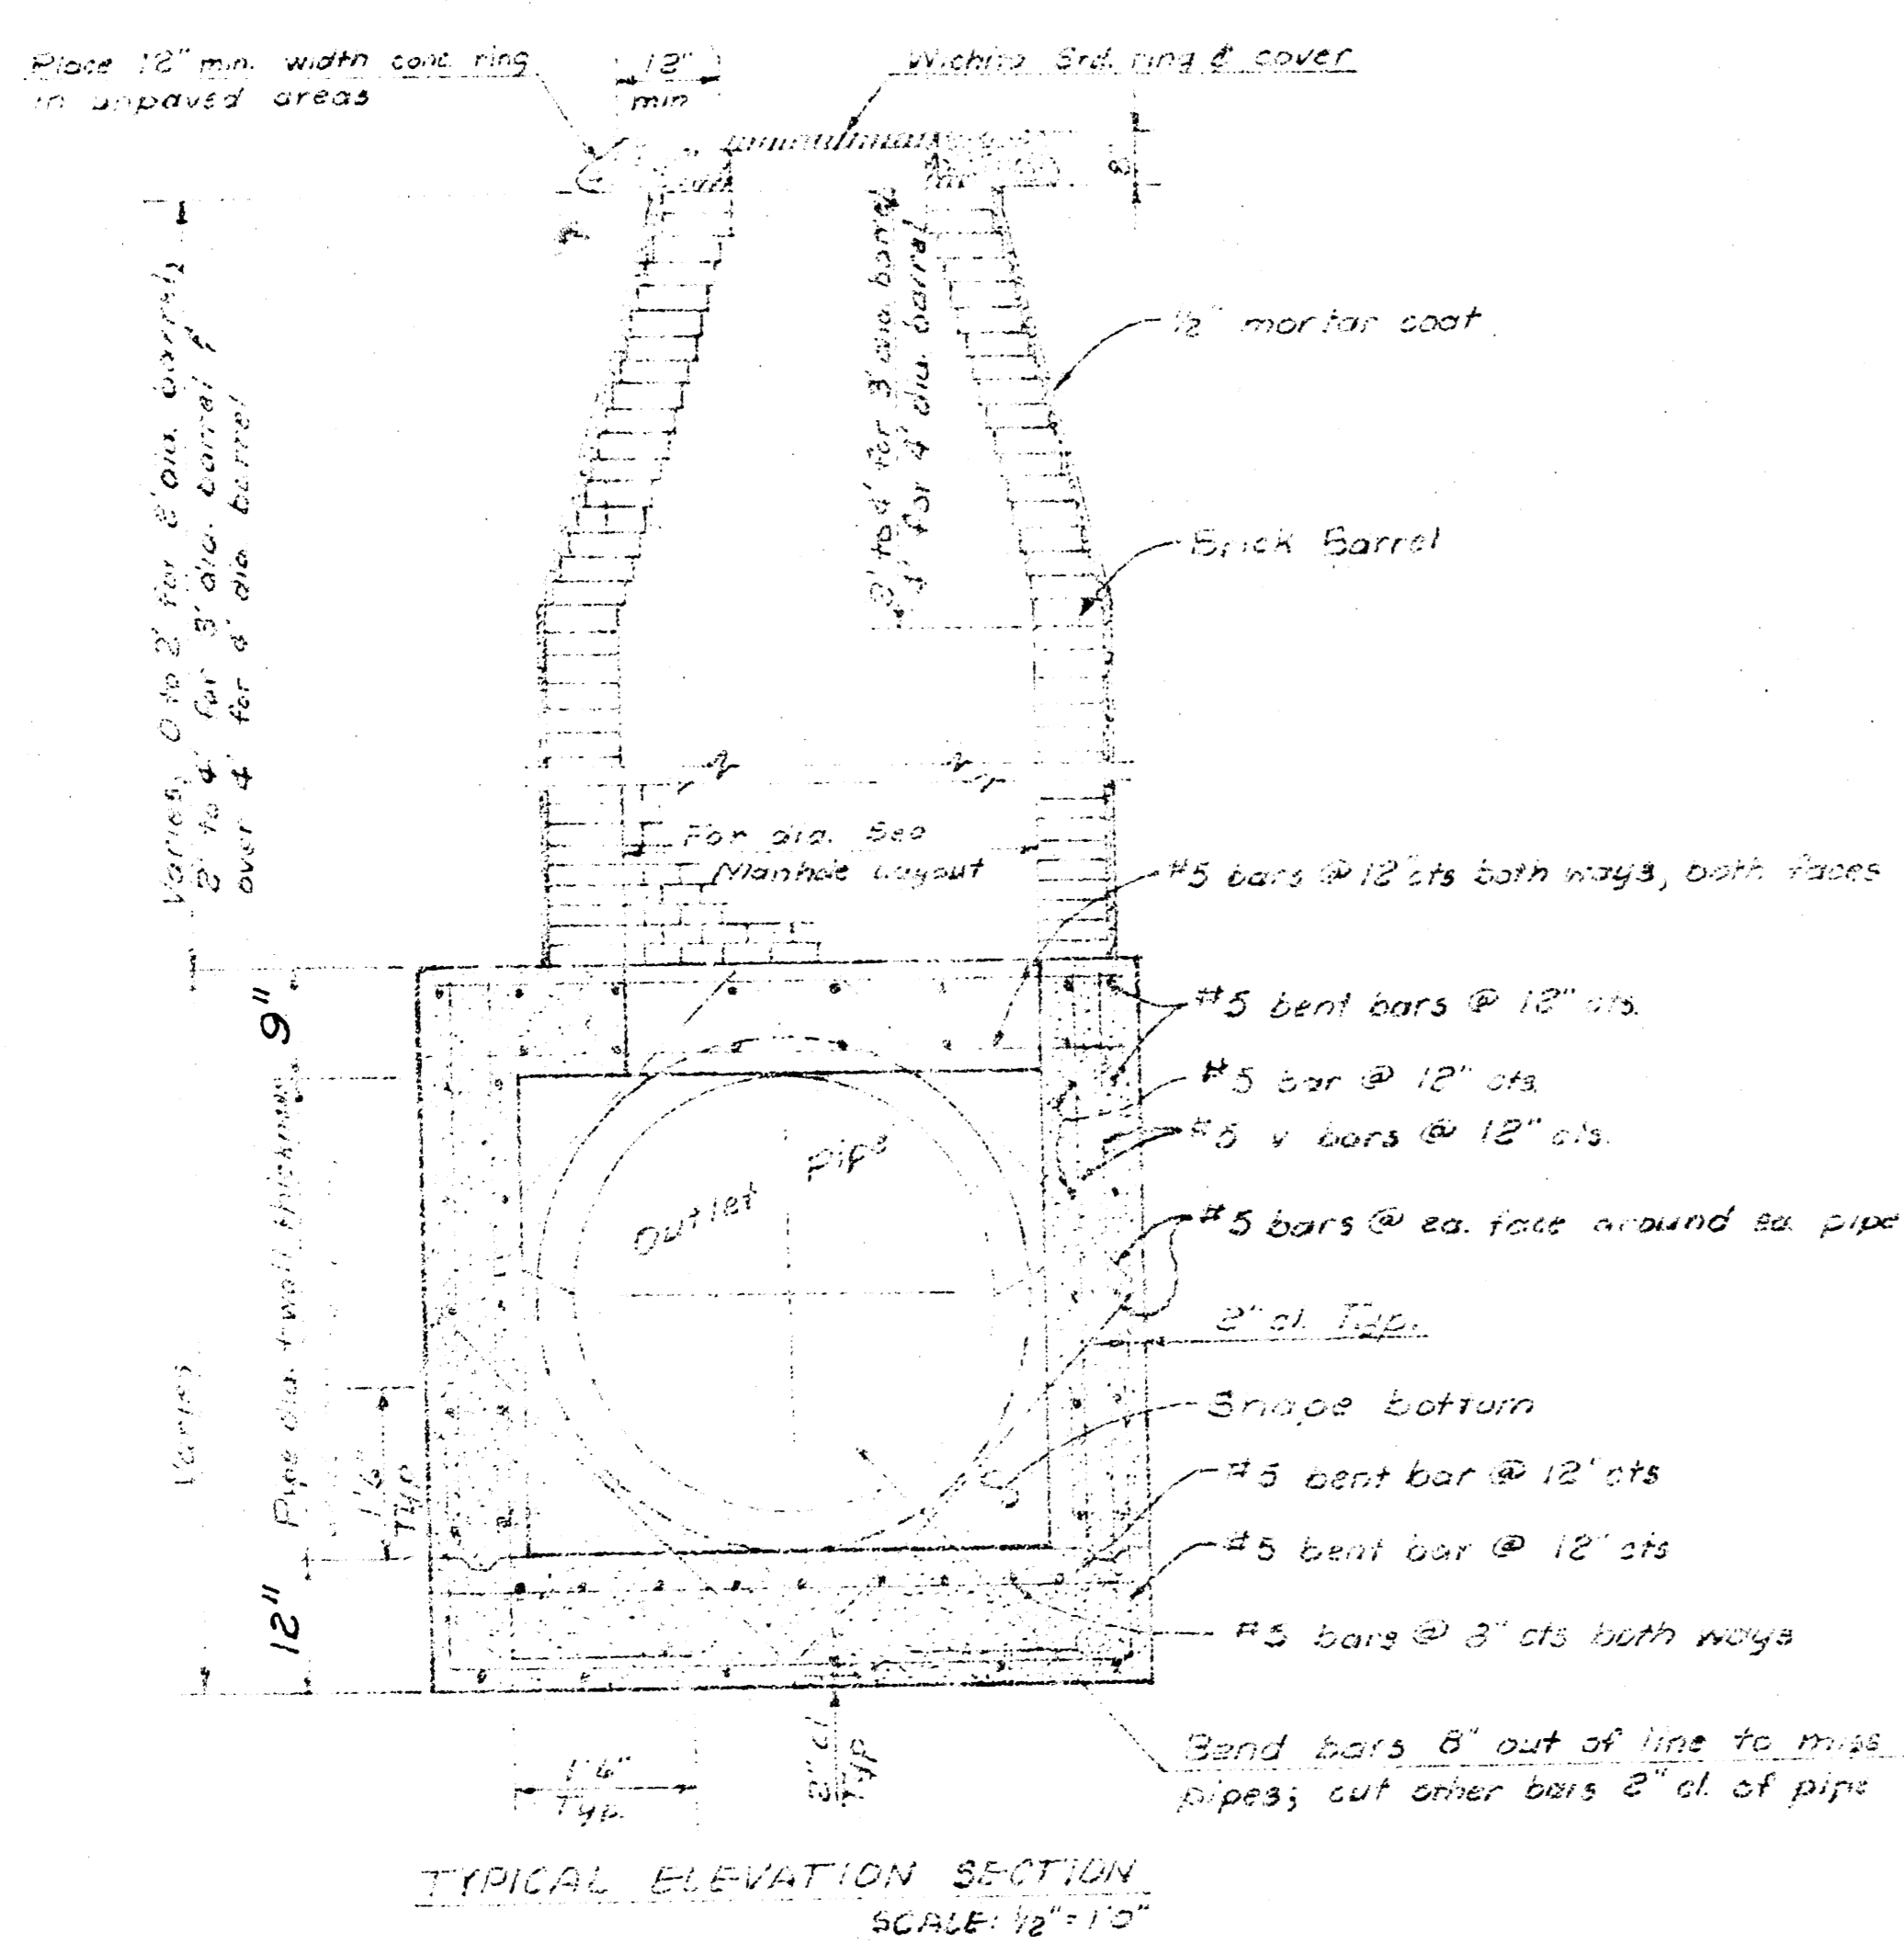 Place 12" min. width conc. ring
in unpaved areas
12"
min
Wichita Std. ring & cover
8"
Varies, 0 to 2' for 2' dia. barrel,
2' to 4' for 3' dia. barrel &
over 4' for 4' dia barrel
3' to 4' for 3' dia barrel
4' for 4' dia barrel
1/2" mortar coat
Brick Barrel
For dia. See
Manhole Layout
#5 bars @ 12" cts both ways, both faces
9"
#5 bent bars @ 12" cts.
#5 bar @ 12" cts.
#5 v bars @ 12" cts.
#5 bars @ ea. face around ea. pipe
2" cl. Typ.
Outlet pipe
Varies
Pipe dia. + wall thickness
1'6"
Typ
Shape bottom
#5 bent bar @ 12" cts
#5 bent bar @ 12" cts
12"
#5 bars @ 8" cts both ways
1'6"
Typ.
cl
Typ
Bend bars 8" out of line to miss
pipes; cut other bars 2" cl. of pipe
TYPICAL ELEVATION SECTION
SCALE: 1/2" = 1'0"